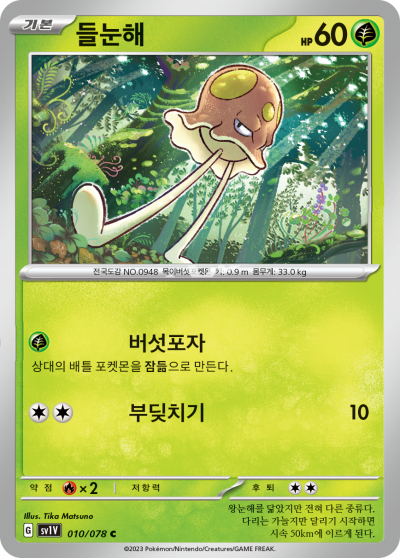 기본 들눈해 HP 60
전국도감 NO.0948 목이버섯포켓몬 키: 0.9 m 몸무게: 33.0 kg
버섯포자
상대의 배틀 포켓몬을 잠듦으로 만든다.
부딪치기 10
약점 ×2 저항력 후퇴
Illus. Tika Matsuno
왕눈해를 닮았지만 전혀 다른 종류다.
G sv1V 010/078 C
다리는 가늘지만 달리기 시작하면
시속 50km에 이르게 된다.
©2023 Pokémon/Nintendo/Creatures/GAME FREAK.